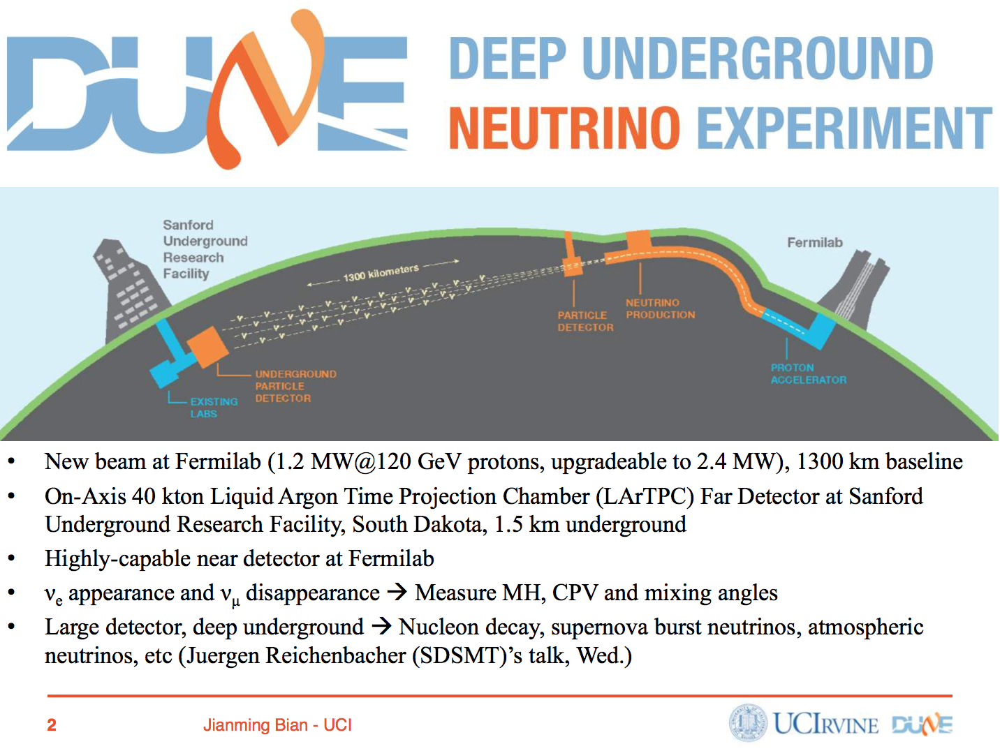 DUNE
DEEP UNDERGROUND
NEUTRINO EXPERIMENT
Sanford
Underground
Research
Facility
Fermilab
1300 kilometers
PARTICLE
DETECTOR
NEUTRINO
PRODUCTION
PROTON
ACCELERATOR
UNDERGROUND
PARTICLE
DETECTOR
EXISTING
LABS
• New beam at Fermilab (1.2 MW@120 GeV protons, upgradeable to 2.4 MW), 1300 km baseline
• On-Axis 40 kton Liquid Argon Time Projection Chamber (LArTPC) Far Detector at Sanford
Underground Research Facility, South Dakota, 1.5 km underground
• Highly-capable near detector at Fermilab
• νe appearance and νμ disappearance → Measure MH, CPV and mixing angles
• Large detector, deep underground → Nucleon decay, supernova burst neutrinos, atmospheric
neutrinos, etc (Juergen Reichenbacher (SDSMT)’s talk, Wed.)
2 Jianming Bian - UCI
UCIRVINE DUNE